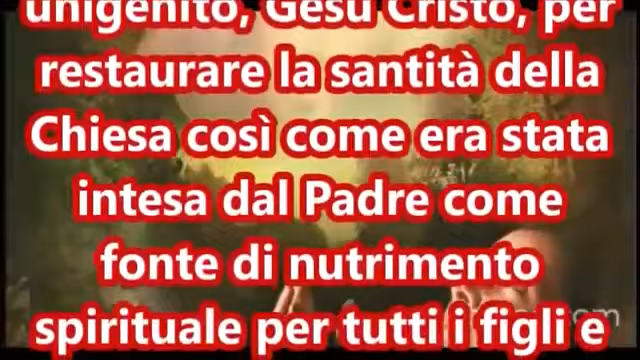 unigenito, Gesù Cristo, per
restaurare la santità della
Chiesa così come era stata
intesa dal Padre come
fonte di nutrimento
spirituale per tutti i figli e